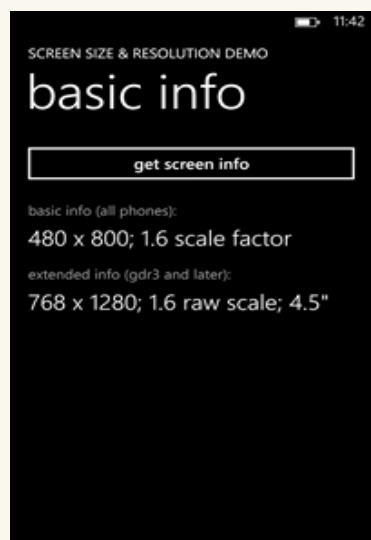 11:42
SCREEN SIZE & RESOLUTION DEMO
basic info
get screen info
basic info (all phones):
480 x 800; 1.6 scale factor
extended info (gdr3 and later):
768 x 1280; 1.6 raw scale; 4.5"